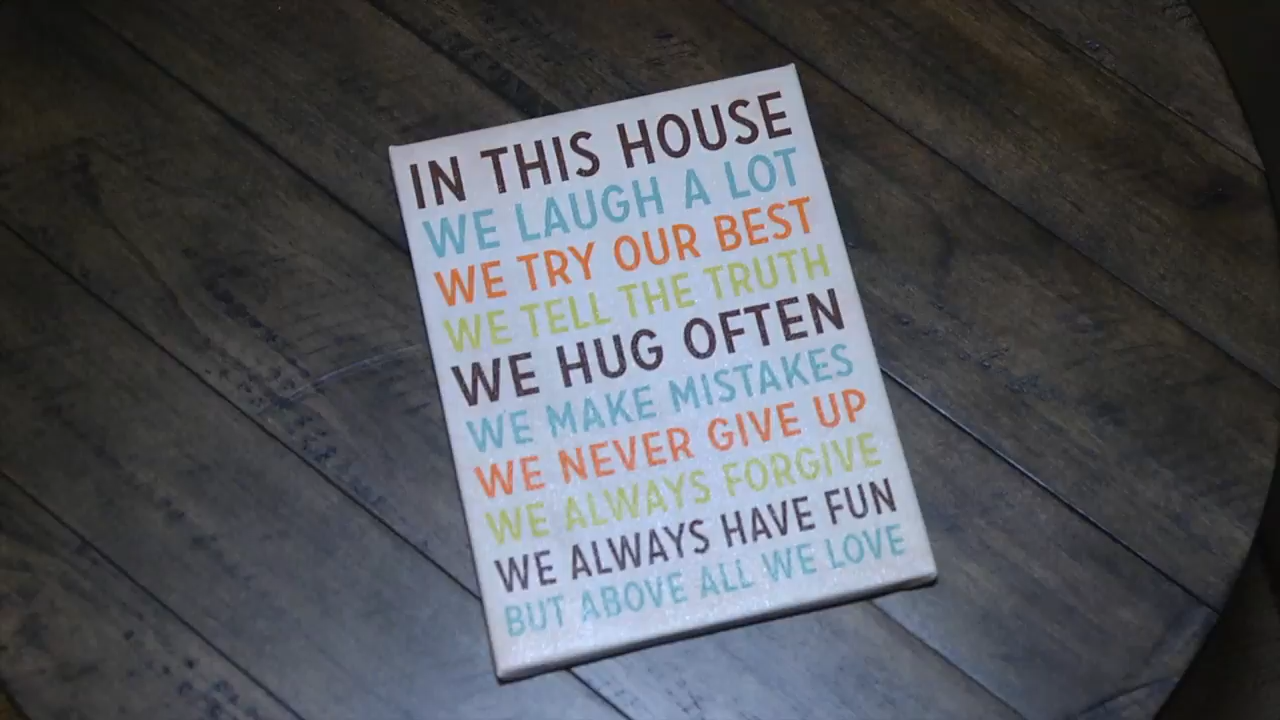 IN THIS HOUSE
WE LAUGH A LOT
WE TRY OUR BEST
WE TELL THE TRUTH
WE HUG OFTEN
WE MAKE MISTAKES
WE NEVER GIVE UP
WE ALWAYS FORGIVE
WE ALWAYS HAVE FUN
BUT ABOVE ALL WE LOVE